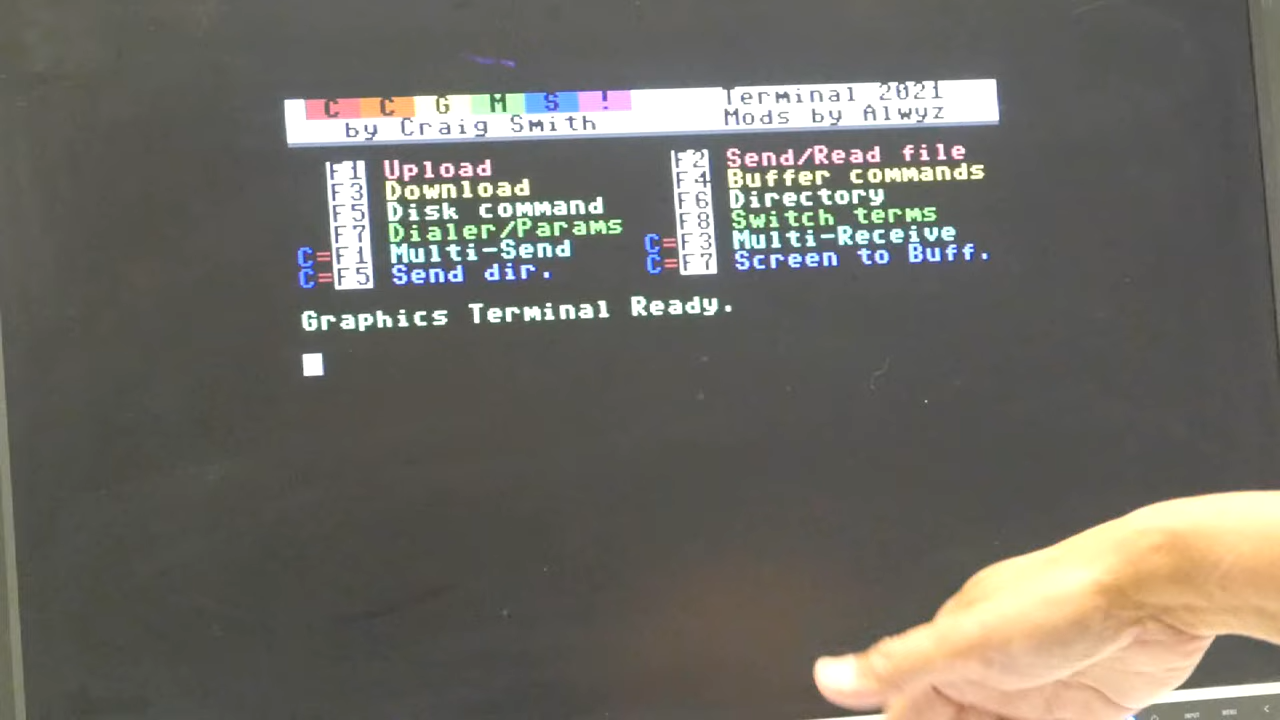 C C G M S ! Terminal 2021
by Craig Smith Mods by Alwyz
F1 Upload F2 Send/Read file
F3 Download F4 Buffer commands
F5 Disk command F6 Directory
F7 Dialer/Params F8 Switch terms
C=F1 Multi-Send C=F3 Multi-Receive
C=F5 Send dir. C=F7 Screen to Buff.
Graphics Terminal Ready.
INPUT MENU <